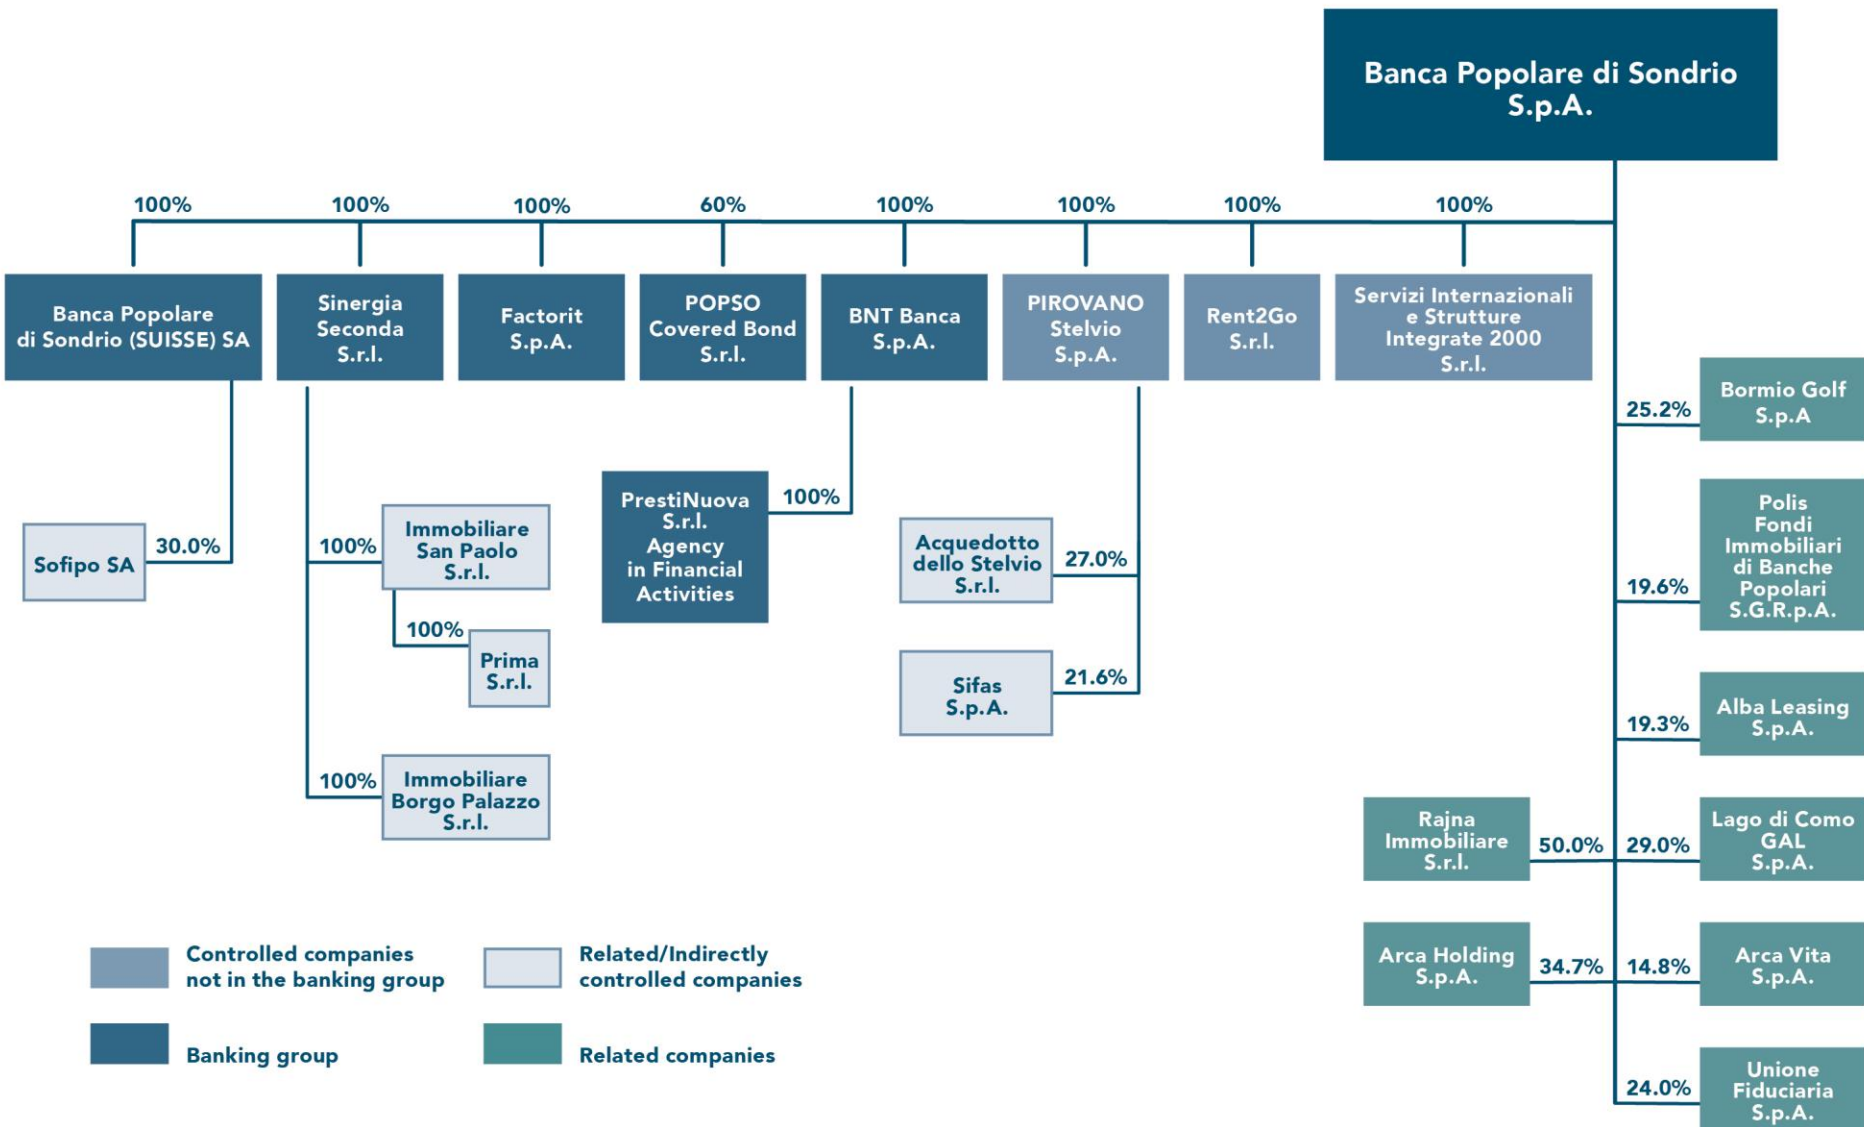 Banca Popolare di Sondrio
S.p.A.
100%
100%
100%
60%
100%
100%
100%
100%
Banca Popolare
di Sondrio (SUISSE) SA
Sinergia
Seconda
S.r.l.
Factorit
S.p.A.
POPSO
Covered Bond
S.r.l.
BNT Banca
S.p.A.
PIROVANO
Stelvio
S.p.A.
Rent2Go
S.r.l.
Servizi Internazionali
e Strutture
Integrate 2000
S.r.l.
Sofipo SA
30.0%
100%
Immobiliare
San Paolo
S.r.l.
100%
Prima
S.r.l.
100%
Immobiliare
Borgo Palazzo
S.r.l.
PrestiNuova
S.r.l.
Agency
in Financial
Activities
100%
Acquedotto
dello Stelvio
S.r.l.
27.0%
Sifas
S.p.A.
21.6%
25.2%
Bormio Golf
S.p.A
19.6%
Polis
Fondi
Immobiliari
di Banche
Popolari
S.G.R.p.A.
19.3%
Alba Leasing
S.p.A.
Rajna
Immobiliare
S.r.l.
50.0%
29.0%
Lago di Como
GAL
S.p.A.
Arca Holding
S.p.A.
34.7%
14.8%
Arca Vita
S.p.A.
24.0%
Unione
Fiduciaria
S.p.A.
Controlled companies
not in the banking group
Related/Indirectly
controlled companies
Banking group
Related companies